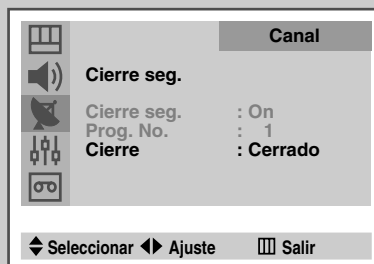 Canal
Cierre seg.
Cierre seg. : On
Prog. No. : 1
Cierre : Cerrado
Seleccionar Ajuste Salir